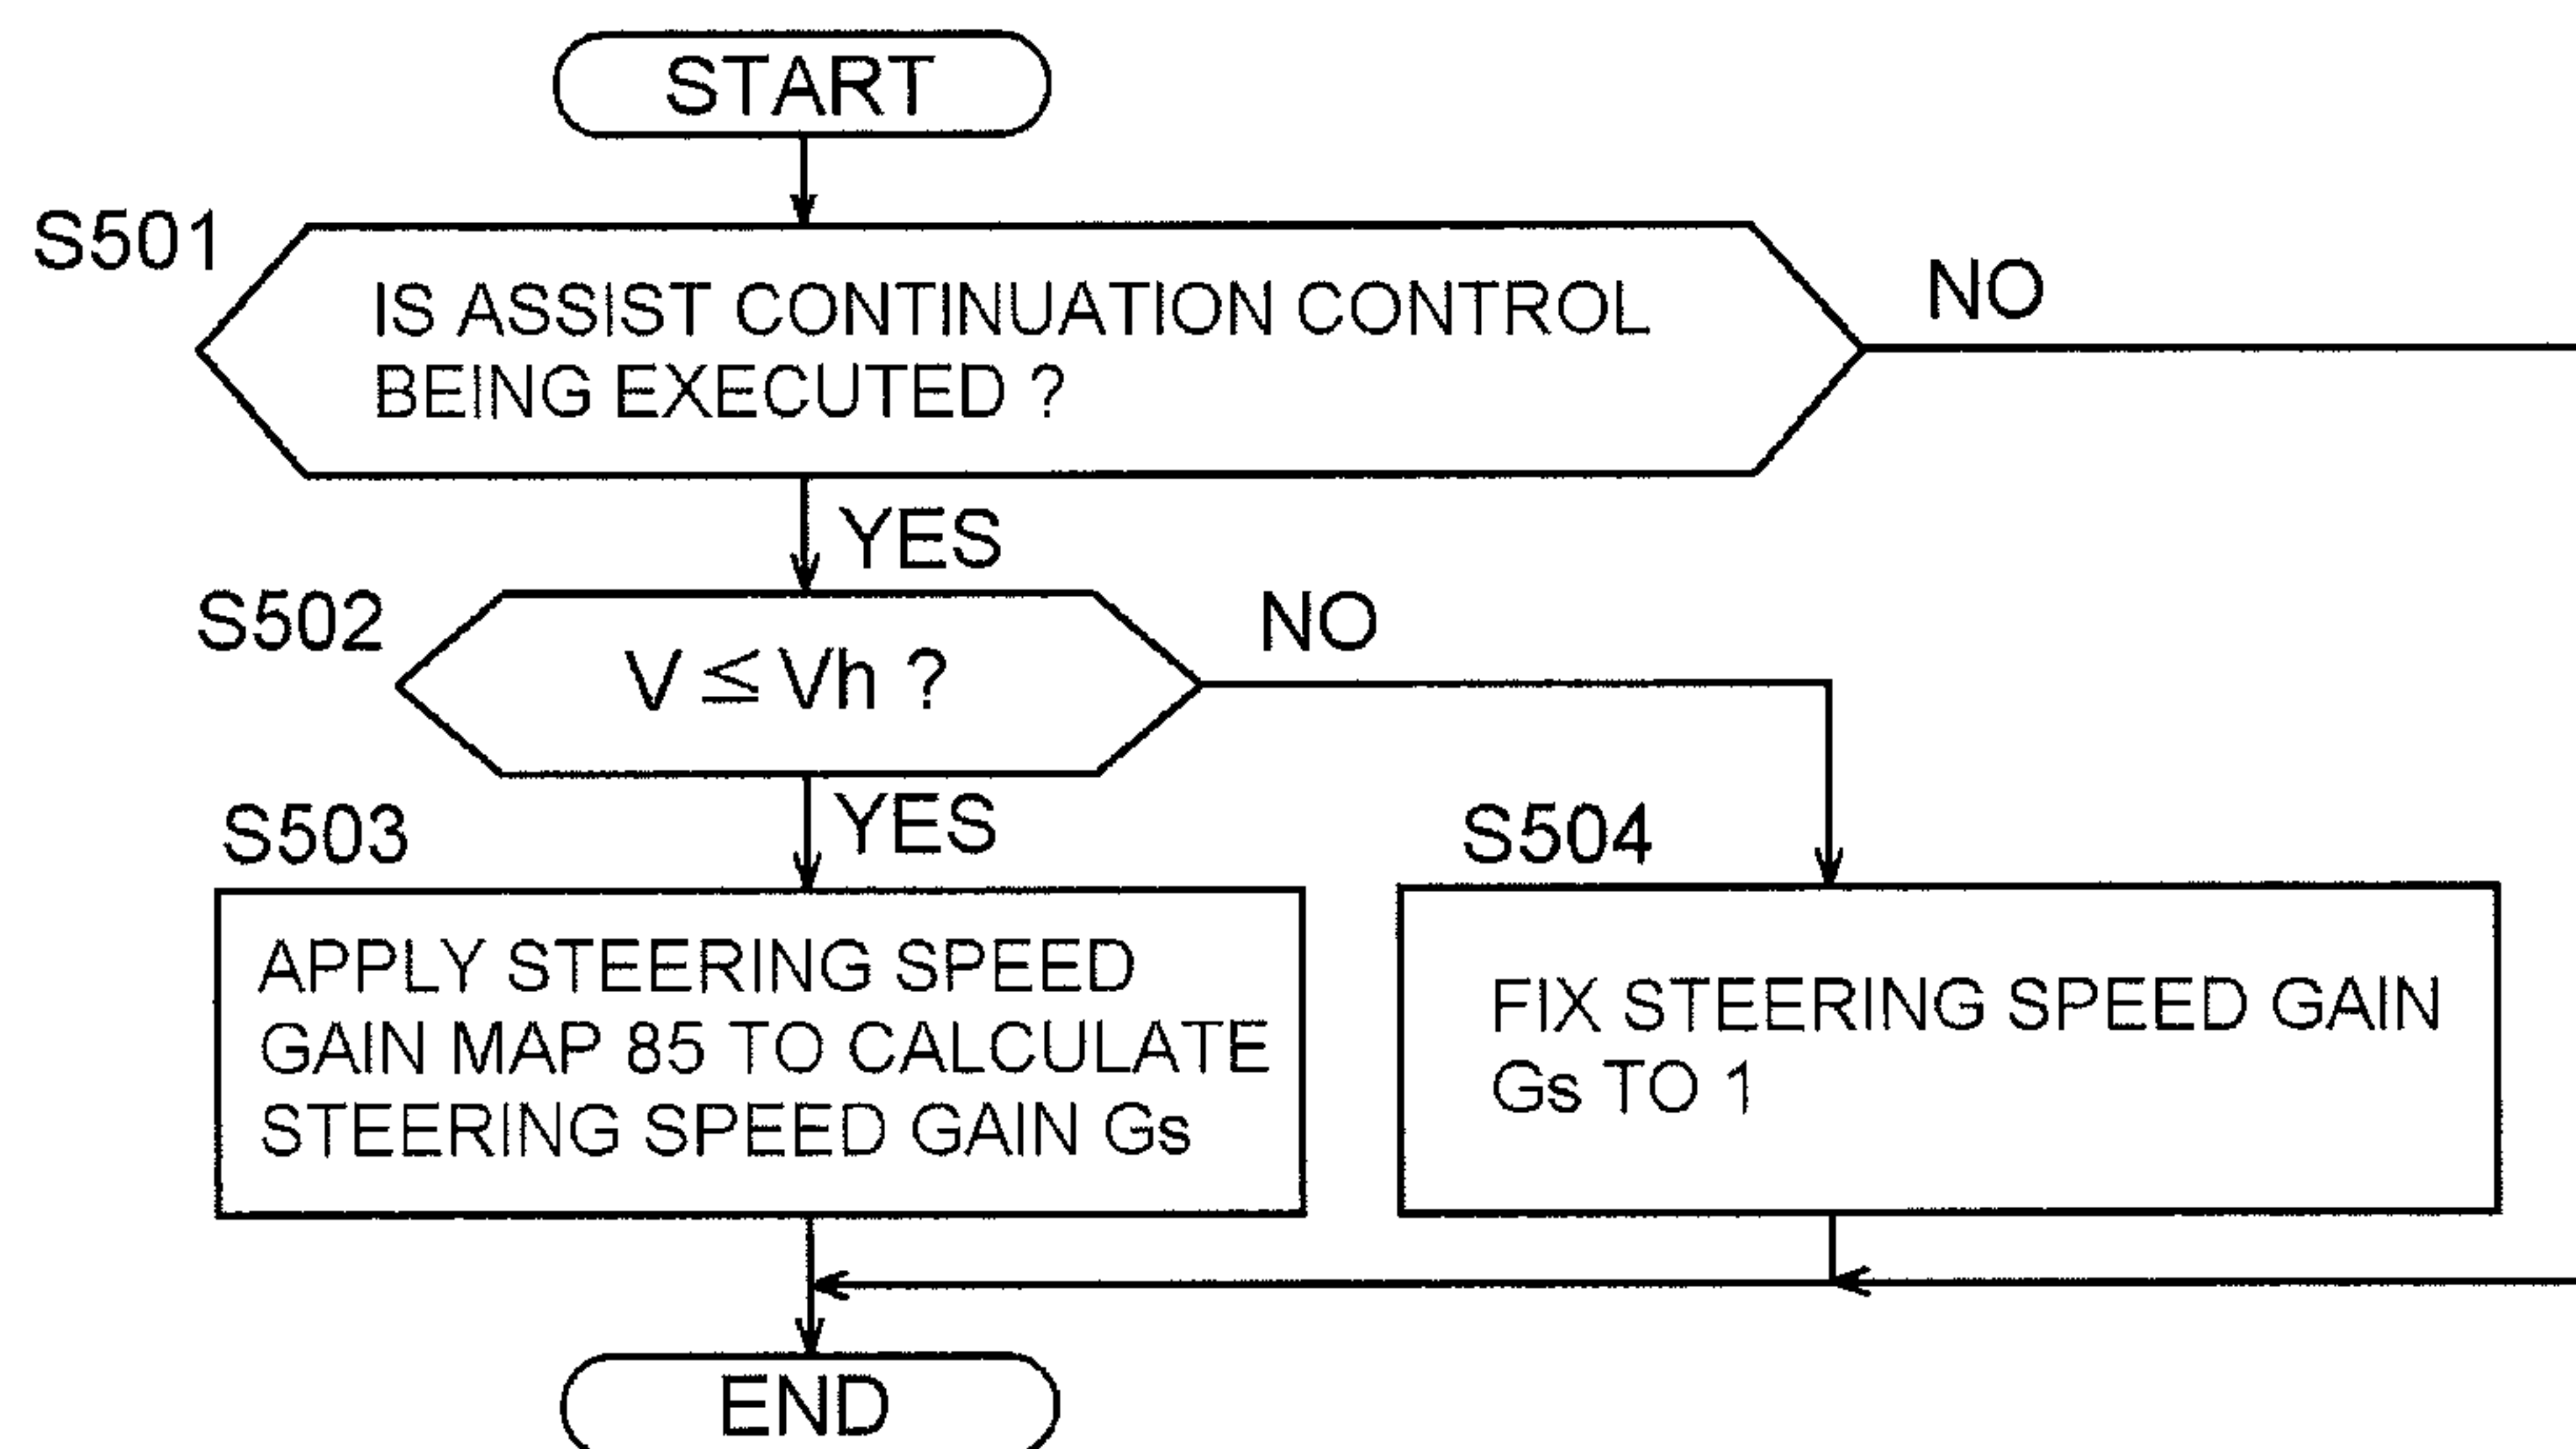 START
S501
IS ASSIST CONTINUATION CONTROL
BEING EXECUTED ?
NO
YES
S502
V ≦ Vh ?
NO
YES
S503
APPLY STEERING SPEED
GAIN MAP 85 TO CALCULATE
STEERING SPEED GAIN Gs
S504
FIX STEERING SPEED GAIN
Gs TO 1
END